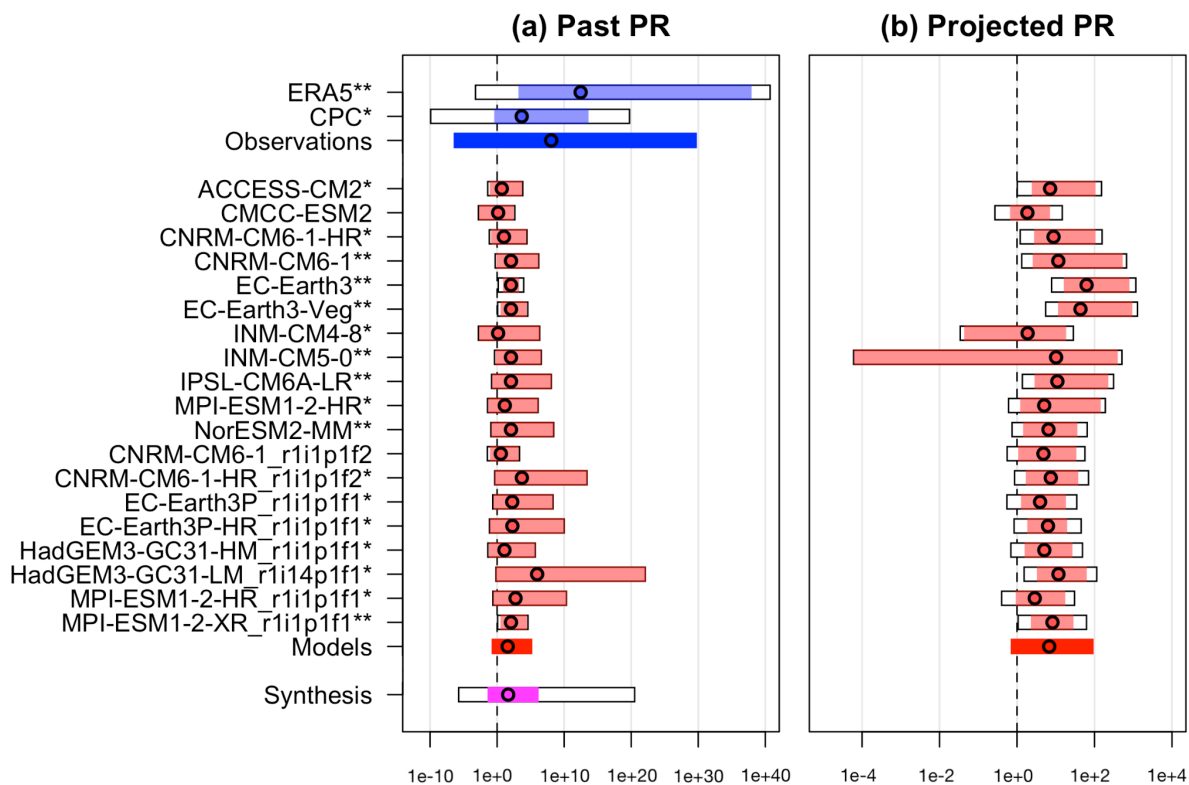 (a) Past PR
(b) Projected PR
ERA5**
CPC*
Observations
ACCESS-CM2*
CMCC-ESM2
CNRM-CM6-1-HR*
CNRM-CM6-1**
EC-Earth3**
EC-Earth3-Veg**
INM-CM4-8*
INM-CM5-0**
IPSL-CM6A-LR**
MPI-ESM1-2-HR*
NorESM2-MM**
CNRM-CM6-1_r1i1p1f2
CNRM-CM6-1-HR_r1i1p1f2*
EC-Earth3P_r1i1p1f1*
EC-Earth3P-HR_r1i1p1f1*
HadGEM3-GC31-HM_r1i1p1f1*
HadGEM3-GC31-LM_r1i14p1f1*
MPI-ESM1-2-HR_r1i1p1f1*
MPI-ESM1-2-XR_r1i1p1f1**
Models
Synthesis
1e-10 1e+0 1e+10 1e+20 1e+30 1e+40
1e-4 1e-2 1e+0 1e+2 1e+4